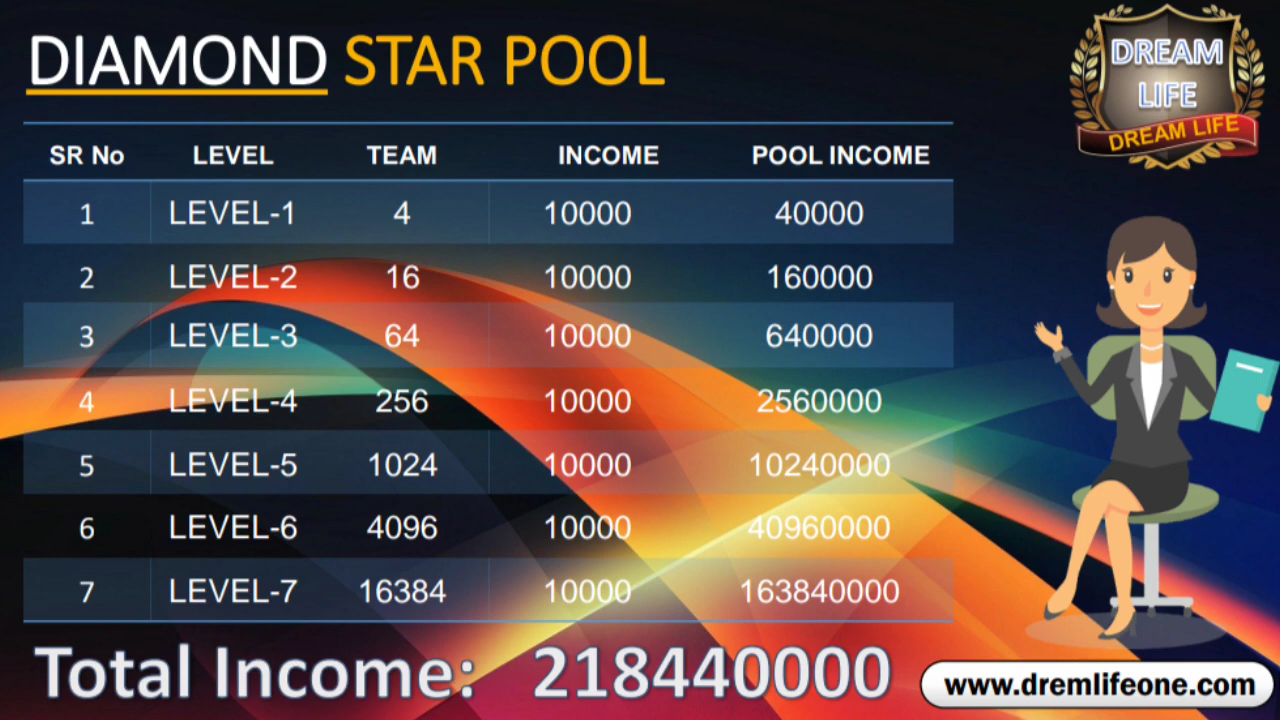 DIAMOND STAR POOL
DREAM
LIFE
DREAM LIFE
SR No LEVEL TEAM INCOME POOL INCOME
1 LEVEL-1 4 10000 40000
2 LEVEL-2 16 10000 160000
3 LEVEL-3 64 10000 640000
4 LEVEL-4 256 10000 2560000
5 LEVEL-5 1024 10000 10240000
6 LEVEL-6 4096 10000 40960000
7 LEVEL-7 16384 10000 163840000
Total Income: 218440000
www.dremlifeone.com